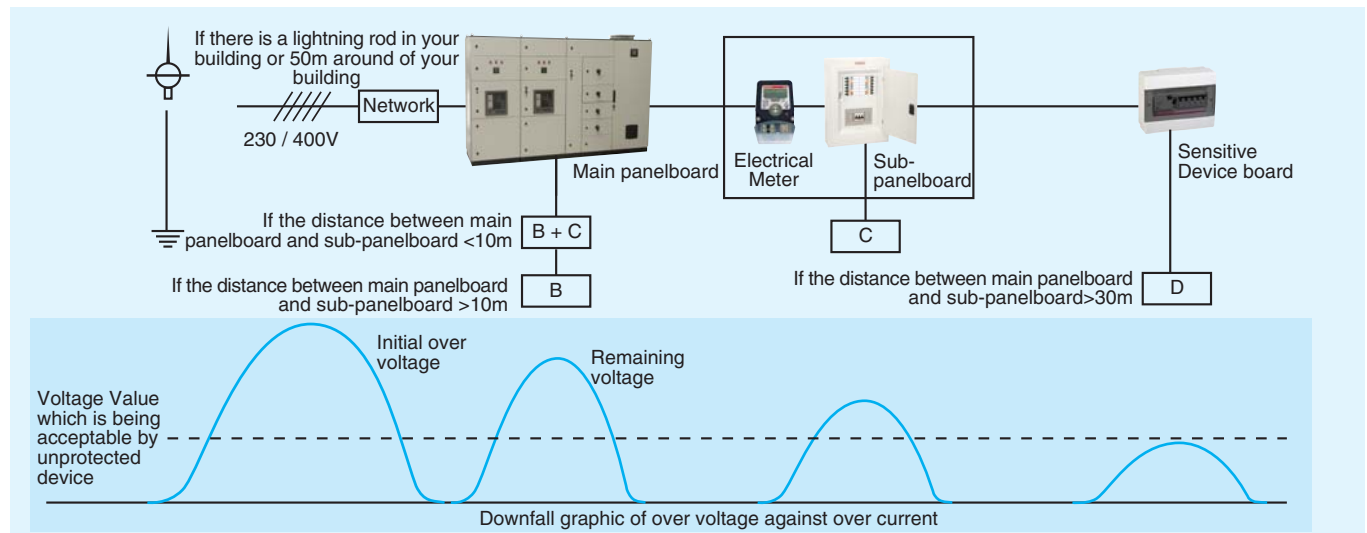 If there is a lightning rod in your
building or 50m around of your
building
Network
230 / 400V
Main panelboard
Electrical
Meter
Sub-
panelboard
Sensitive
Device board
If the distance between main
panelboard and sub-panelboard <10m
B + C
C
If the distance between main panelboard
and sub-panelboard >10m
B
If the distance between main panelboard
and sub-panelboard>30m
D
Initial over
voltage
Remaining
voltage
Voltage Value
which is being
acceptable by
unprotected
device
Downfall graphic of over voltage against over current